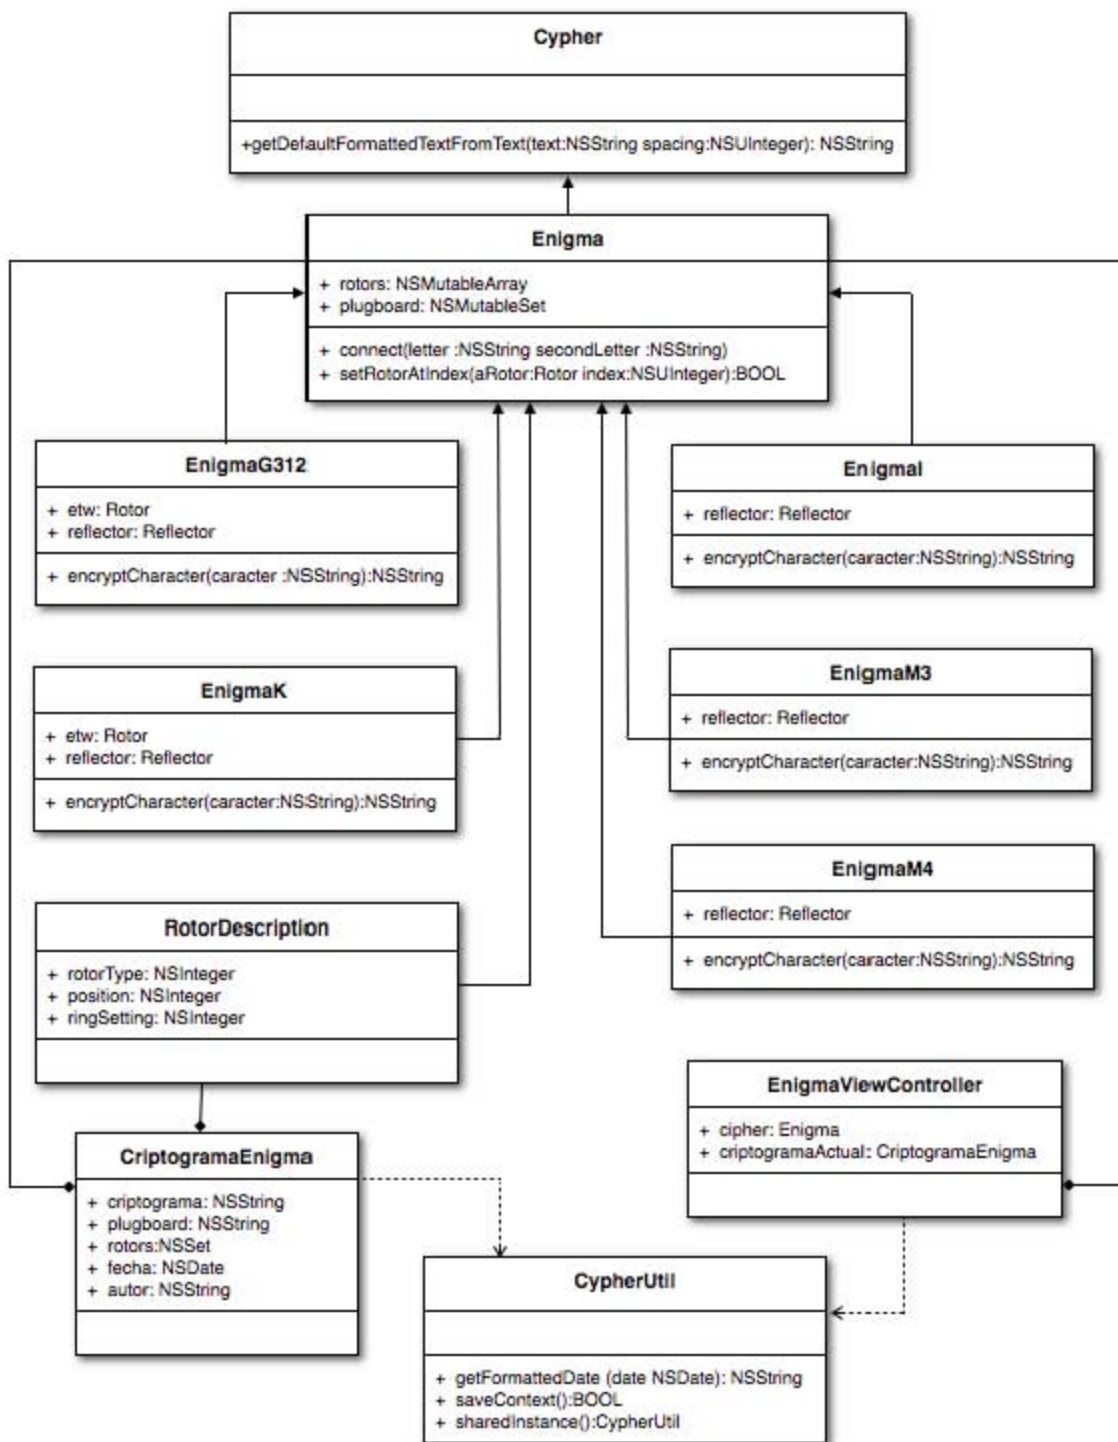 Cypher
+getDefaultFormattedTextFromText(text:NSString spacing:NSUInteger): NSString
Enigma
+ rotors: NSMutableArray
+ plugboard: NSMutableSet
+ connect(letter :NSString secondLetter :NSString)
+ setRotorAtIndex(aRotor:Rotor index:NSUInteger):BOOL
EnigmaG312
+ etw: Rotor
+ reflector: Reflector
+ encryptCharacter(caracter :NSString):NSString
EnigmaI
+ reflector: Reflector
+ encryptCharacter(caracter:NSString):NSString
EnigmaK
+ etw: Rotor
+ reflector: Reflector
+ encryptCharacter(caracter:NSString):NSString
EnigmaM3
+ reflector: Reflector
+ encryptCharacter(caracter:NSString):NSString
EnigmaM4
+ reflector: Reflector
+ encryptCharacter(caracter:NSString):NSString
RotorDescription
+ rotorType: NSInteger
+ position: NSInteger
+ ringSetting: NSInteger
EnigmaViewController
+ cipher: Enigma
+ criptogramaActual: CriptogramaEnigma
CriptogramaEnigma
+ criptograma: NSString
+ plugboard: NSString
+ rotors:NSSet
+ fecha: NSDate
+ autor: NSString
CypherUtil
+ getFormattedDate (date NSDate): NSString
+ saveContext():BOOL
+ sharedInstance():CypherUtil